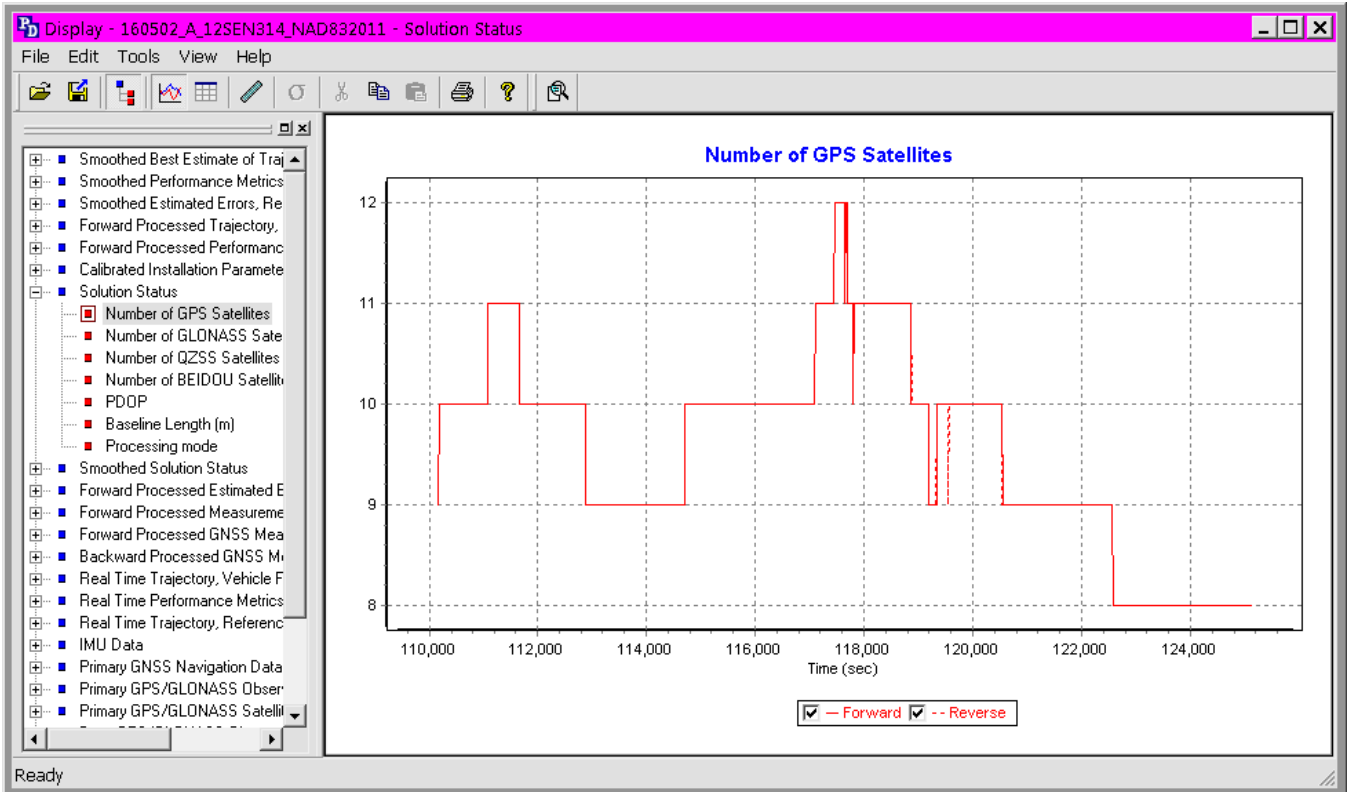 Display - 160502_A_12SEN314_NAD832011 - Solution Status
File Edit Tools View Help
Smoothed Best Estimate of Traj
Smoothed Performance Metrics
Smoothed Estimated Errors, Re
Forward Processed Trajectory,
Forward Processed Performanc
Calibrated Installation Paramete
Solution Status
Number of GPS Satellites
Number of GLONASS Sate
Number of QZSS Satellites
Number of BEIDOU Satellit
PDOP
Baseline Length (m)
Processing mode
Smoothed Solution Status
Forward Processed Estimated E
Forward Processed Measureme
Forward Processed GNSS Mea
Backward Processed GNSS M
Real Time Trajectory, Vehicle F
Real Time Performance Metrics
Real Time Trajectory, Referenc
IMU Data
Primary GNSS Navigation Data
Primary GPS/GLONASS Obser
Primary GPS/GLONASS Satelli
Number of GPS Satellites
12
11
10
9
8
110,000 112,000 114,000 116,000 118,000 120,000 122,000 124,000
Time (sec)
Forward -- Reverse
Ready